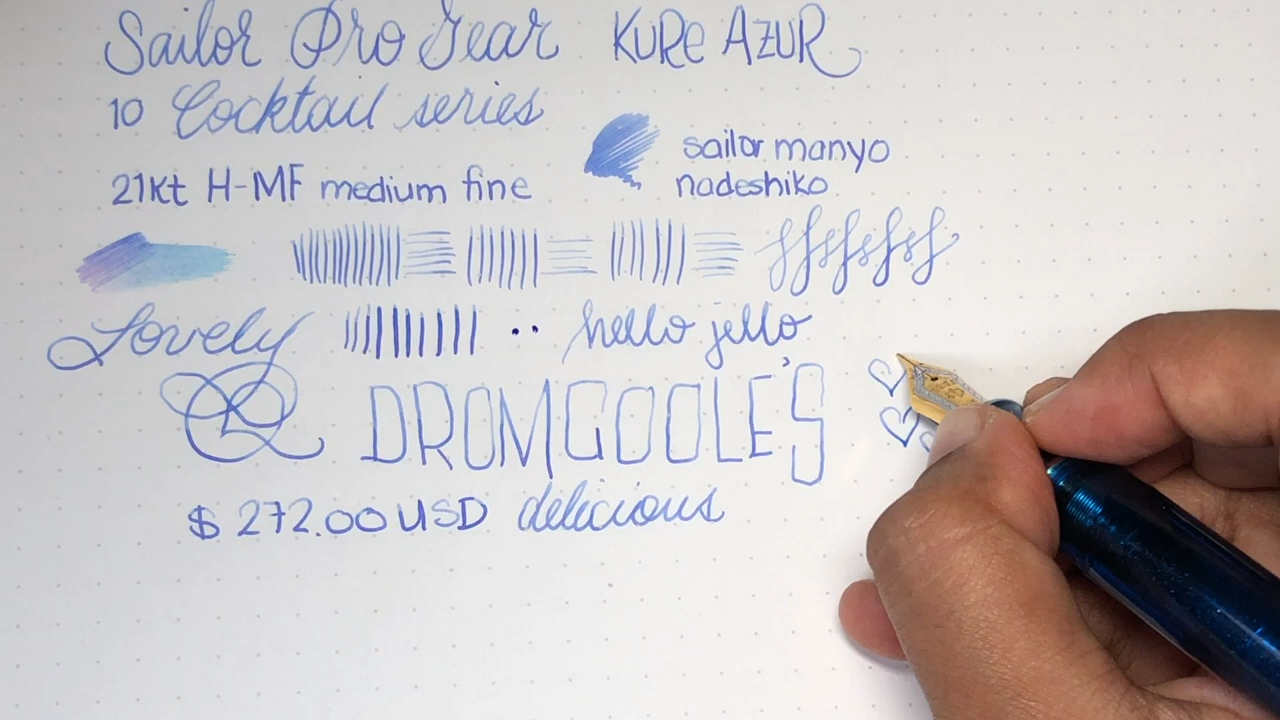 Sailor Pro Gear KURe AZUR
10 Cocktail series
sailor manyo
nadeshiko
21kt H-MF medium fine
Lovely hello jello
DROMGOOLE'S
$ 272.00 USD delicious